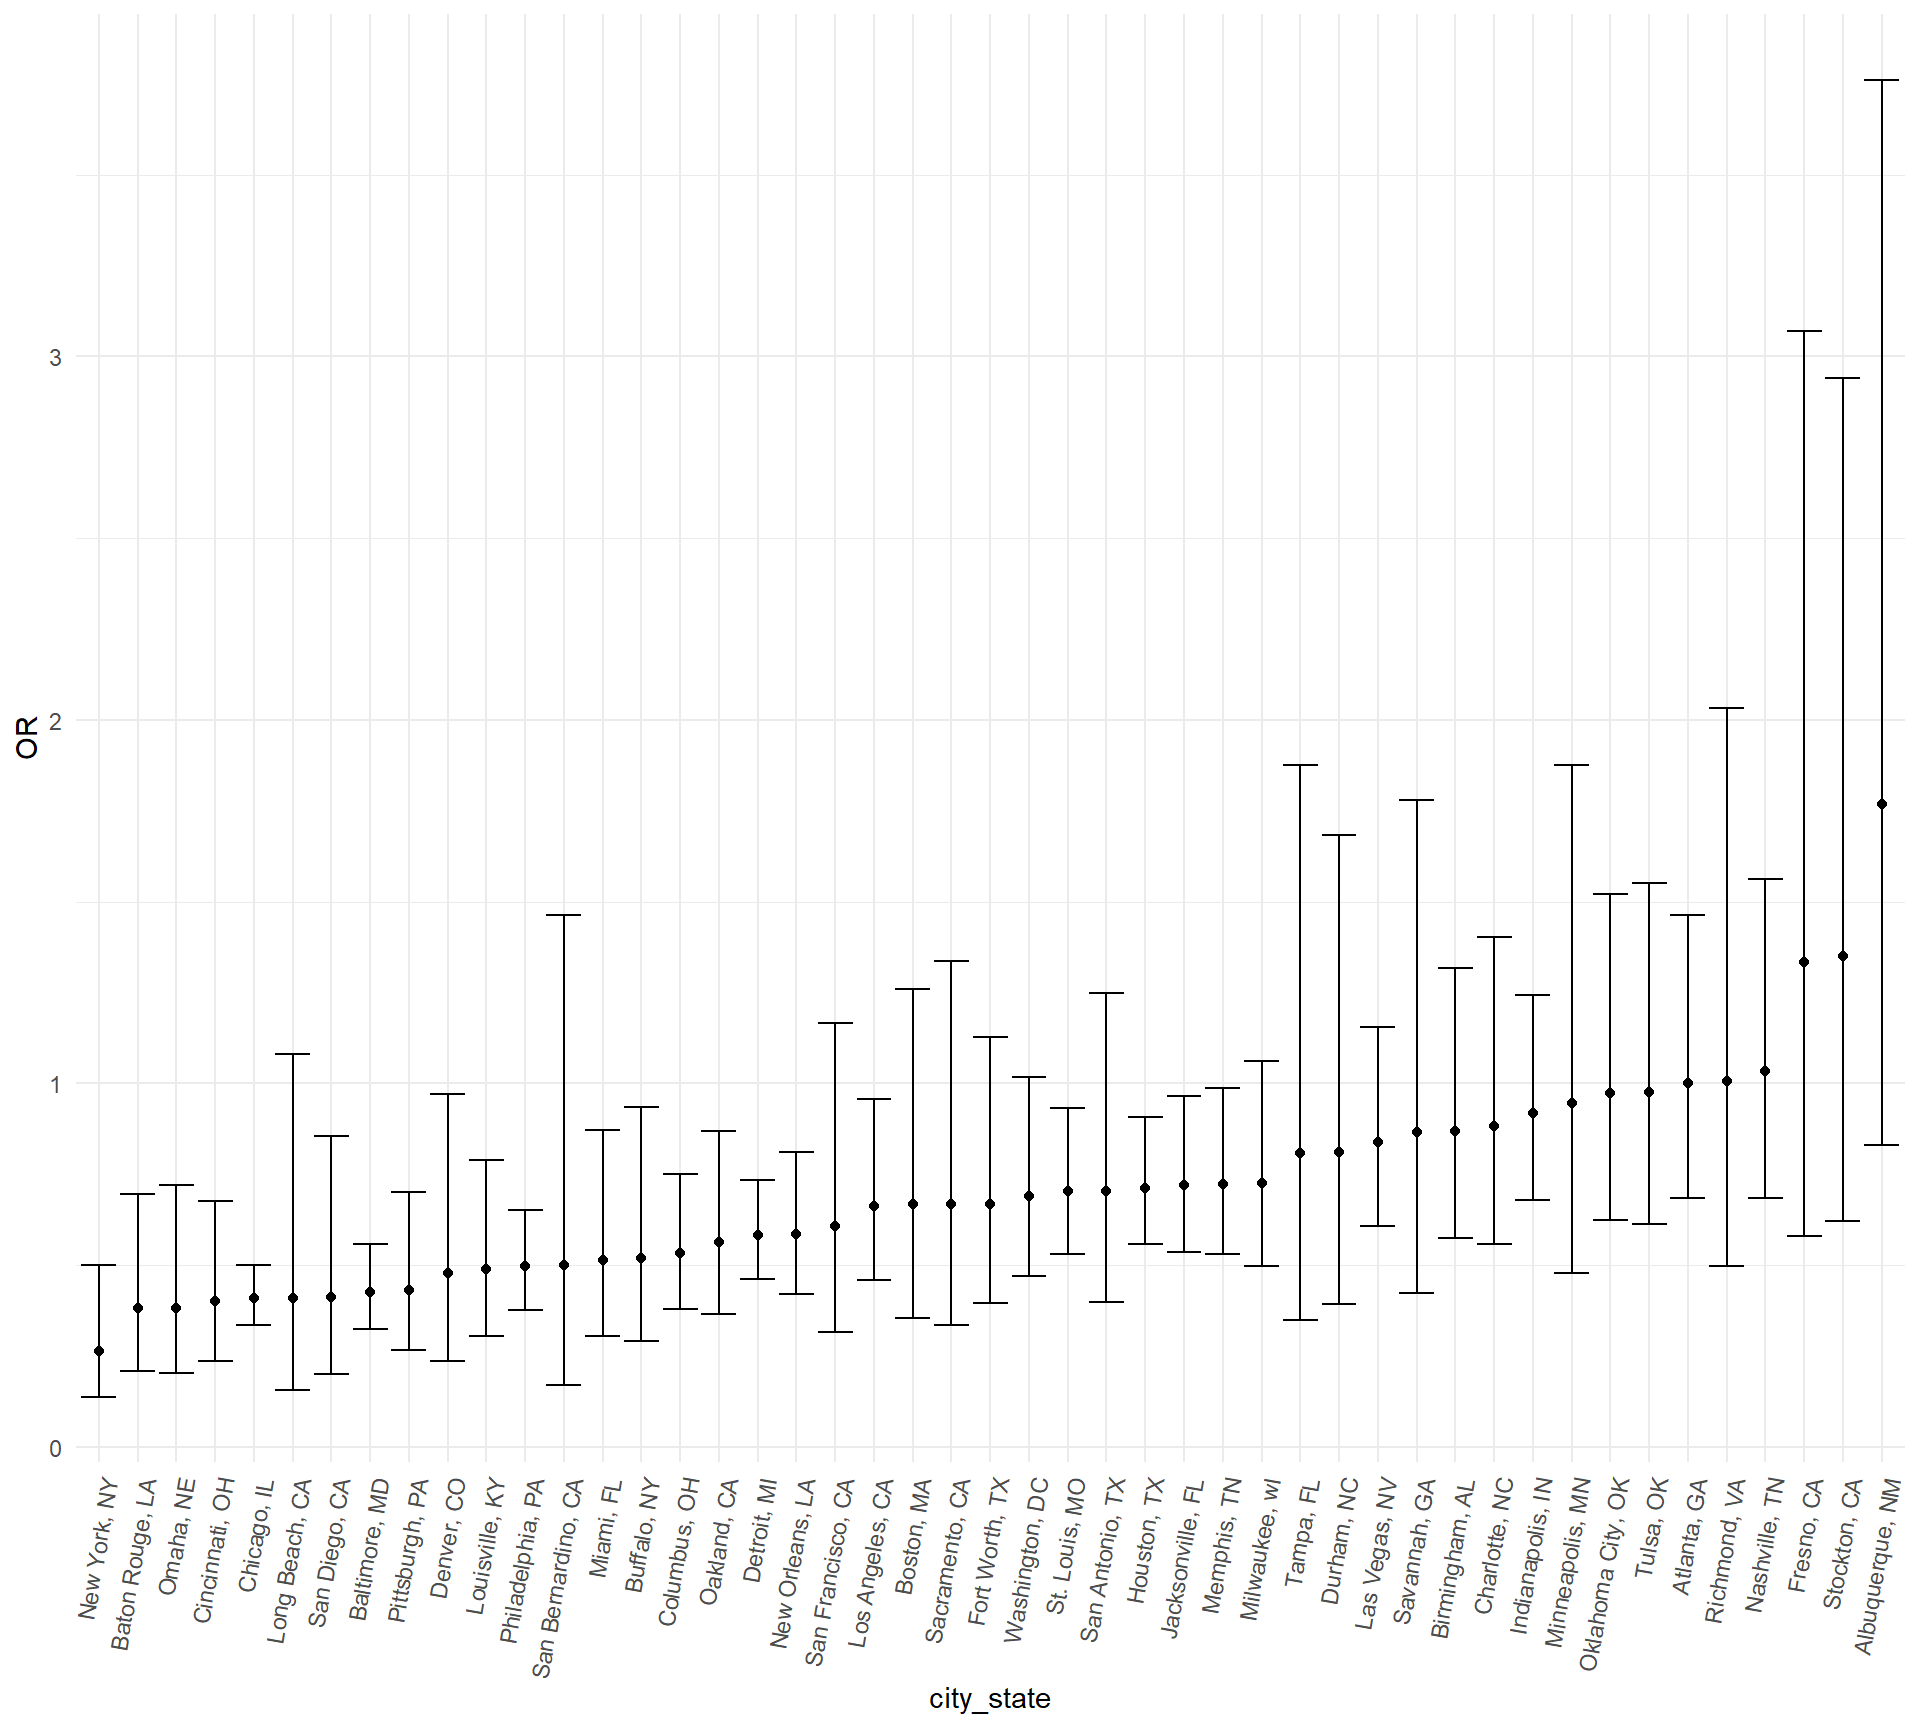 OR
3
2
1
0
New York, NY
Baton Rouge, LA
Omaha, NE
Cincinnati, OH
Chicago, IL
Long Beach, CA
San Diego, CA
Baltimore, MD
Pittsburgh, PA
Denver, CO
Louisville, KY
Philadelphia, PA
San Bernardino, CA
Miami, FL
Buffalo, NY
Columbus, OH
Oakland, CA
Detroit, MI
New Orleans, LA
San Francisco, CA
Los Angeles, CA
Boston, MA
Sacramento, CA
Fort Worth, TX
Washington, DC
St. Louis, MO
San Antonio, TX
Houston, TX
Jacksonville, FL
Memphis, TN
Milwaukee, wI
Tampa, FL
Durham, NC
Las Vegas, NV
Savannah, GA
Birmingham, AL
Charlotte, NC
Indianapolis, IN
Minneapolis, MN
Oklahoma City, OK
Tulsa, OK
Atlanta, GA
Richmond, VA
Nashville, TN
Fresno, CA
Stockton, CA
Albuquerque, NM
city_state